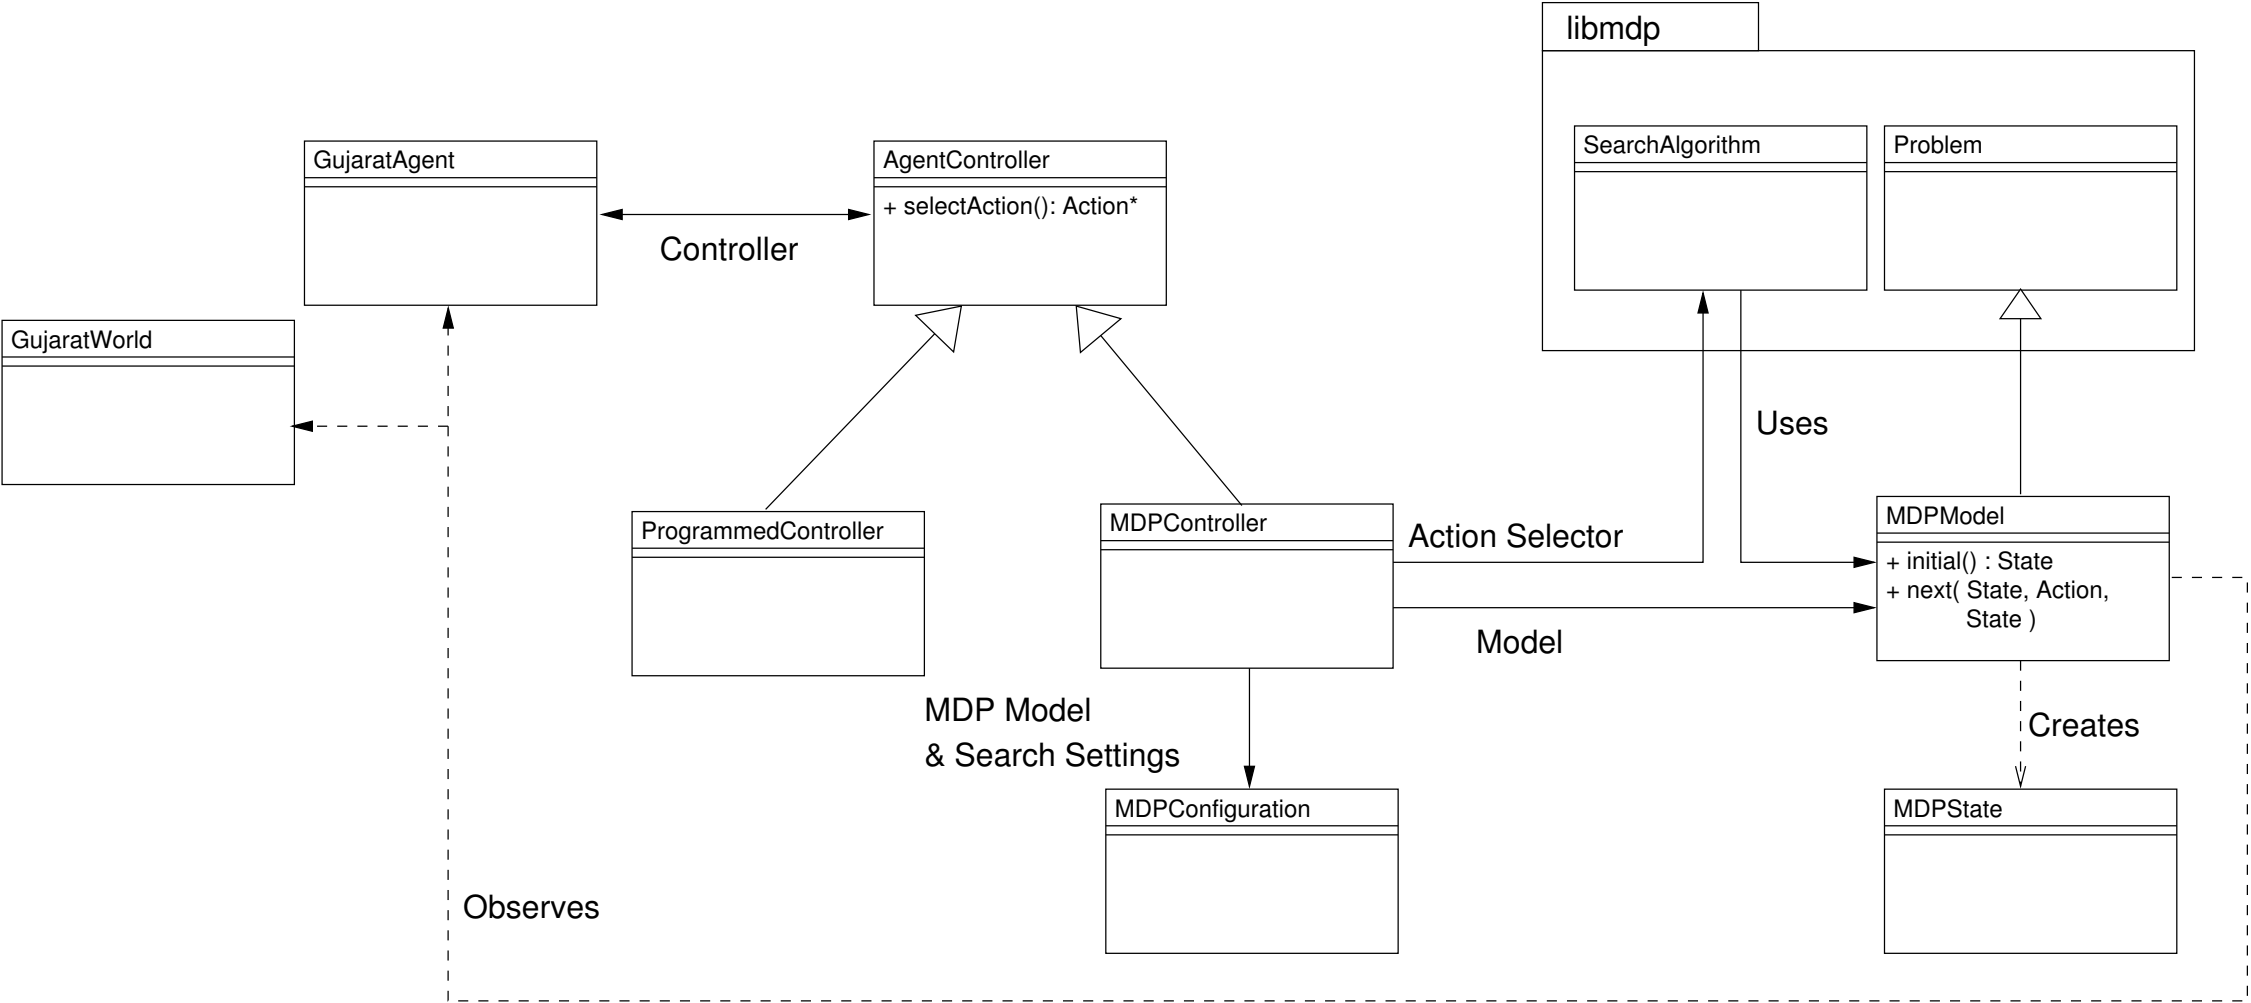 libmdp
SearchAlgorithm
Problem
GujaratAgent
AgentController
+ selectAction(): Action*
Controller
GujaratWorld
Uses
ProgrammedController
MDPController
Action Selector
Model
MDPModel
+ initial() : State
+ next( State, Action,
State )
MDP Model
& Search Settings
Creates
MDPConfiguration
MDPState
Observes